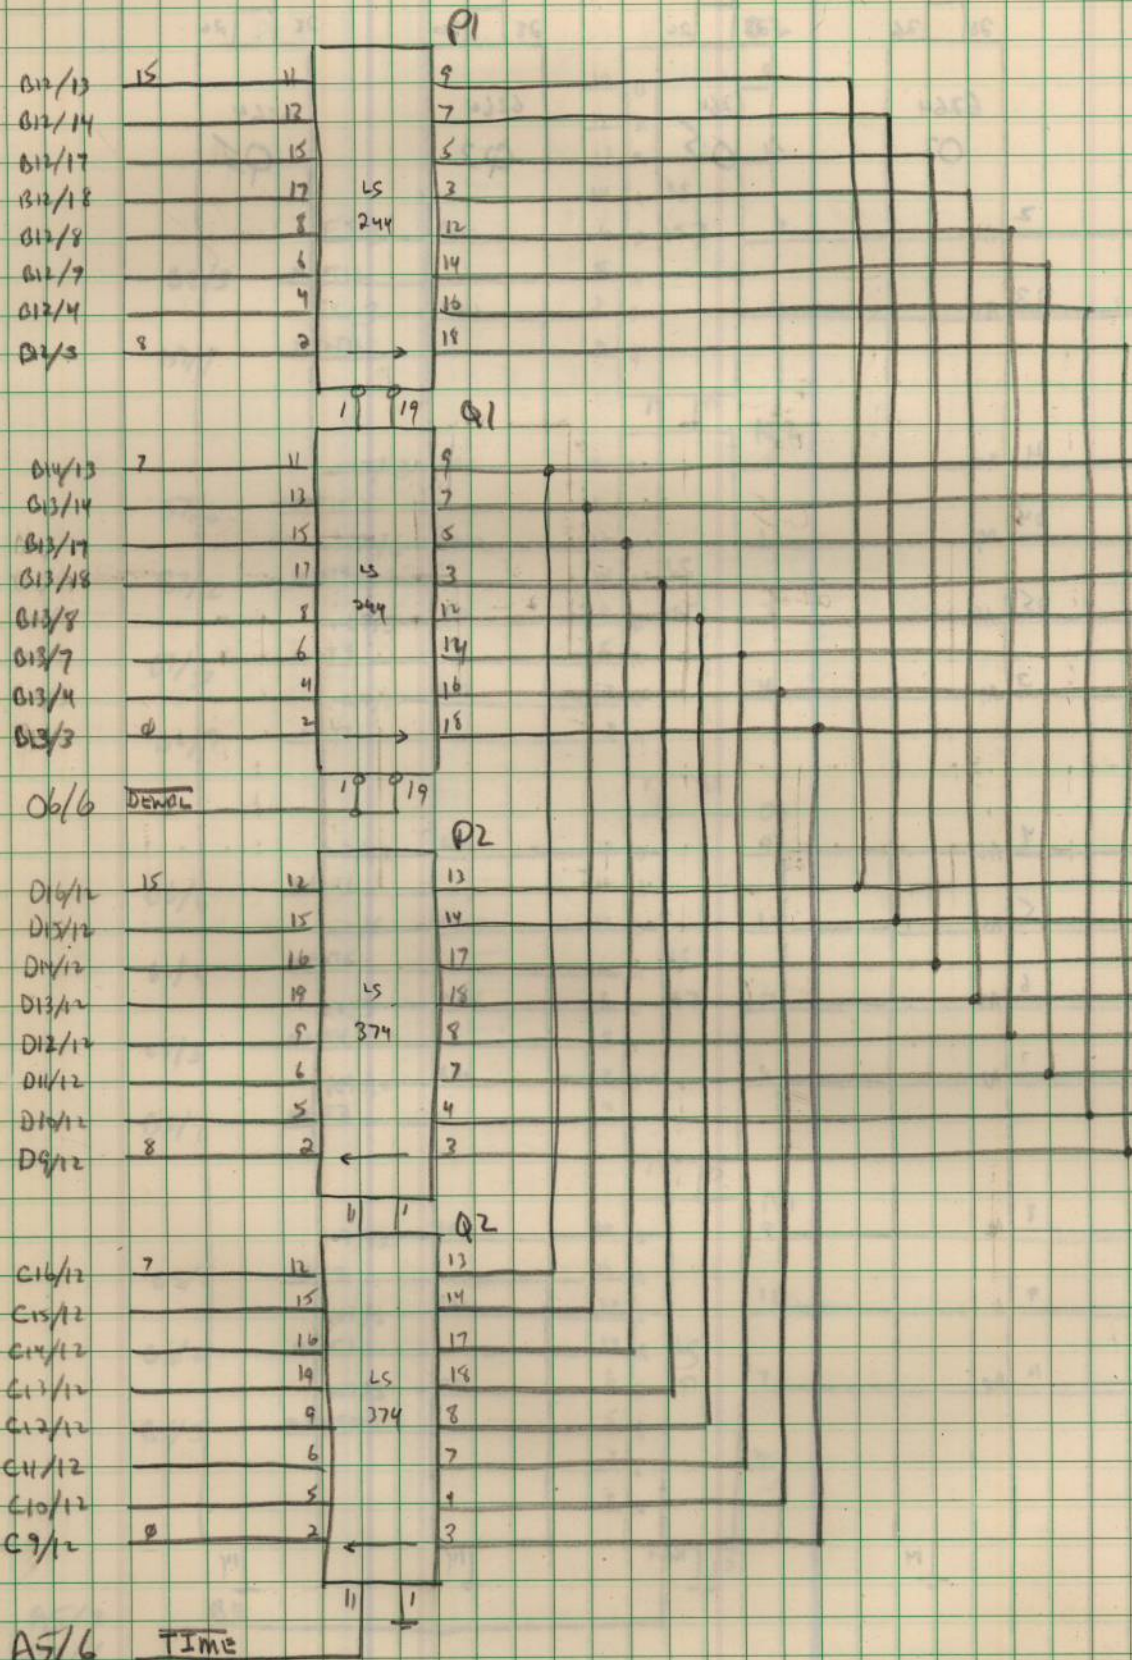 P1
B12/13 15 11 9
B12/14 13 7
B12/17 15 5
B12/18 17 LS 3
B12/8 8 244 12
B12/7 6 14
B12/4 4 16
8 2 18
1 19 Q1
B14/13 7 11 9
B13/14 13 7
B13/17 15 5
B13/18 17 LS 3
B13/8 8 244 12
B13/7 6 14
B13/4 4 16
B13/3 0 2 18
1 19
O6/6
P2
D16/12 15 12 13
D15/12 15 14
D14/12 16 17
D13/12 19 LS 18
D12/12 9 374 8
D11/12 6 7
D10/12 5 4
D9/12 8 2 3
11 1 Q2
C16/12 7 12 13
C15/12 15 14
C14/12 16 17
C13/12 19 LS 18
C12/12 9 374 8
C11/12 6 7
C10/12 5 4
C9/12 0 2 3
11 1
A5/6 TIME